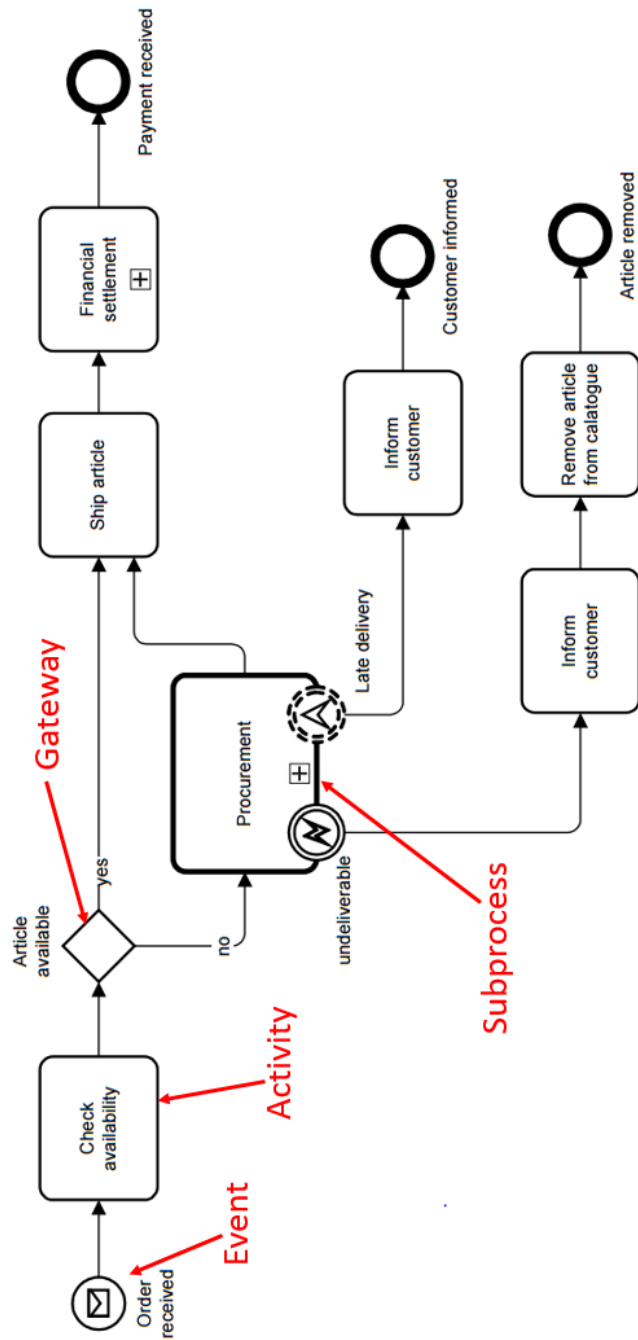 Order
received
Event
Check
availability
Activity
Article
available
Gateway
yes
no
Procurement
undeliverable
Late delivery
Subprocess
Ship article
Financial
settlement
Payment received
Inform
customer
Customer informed
Inform
customer
Remove article
from calatogue
Article removed